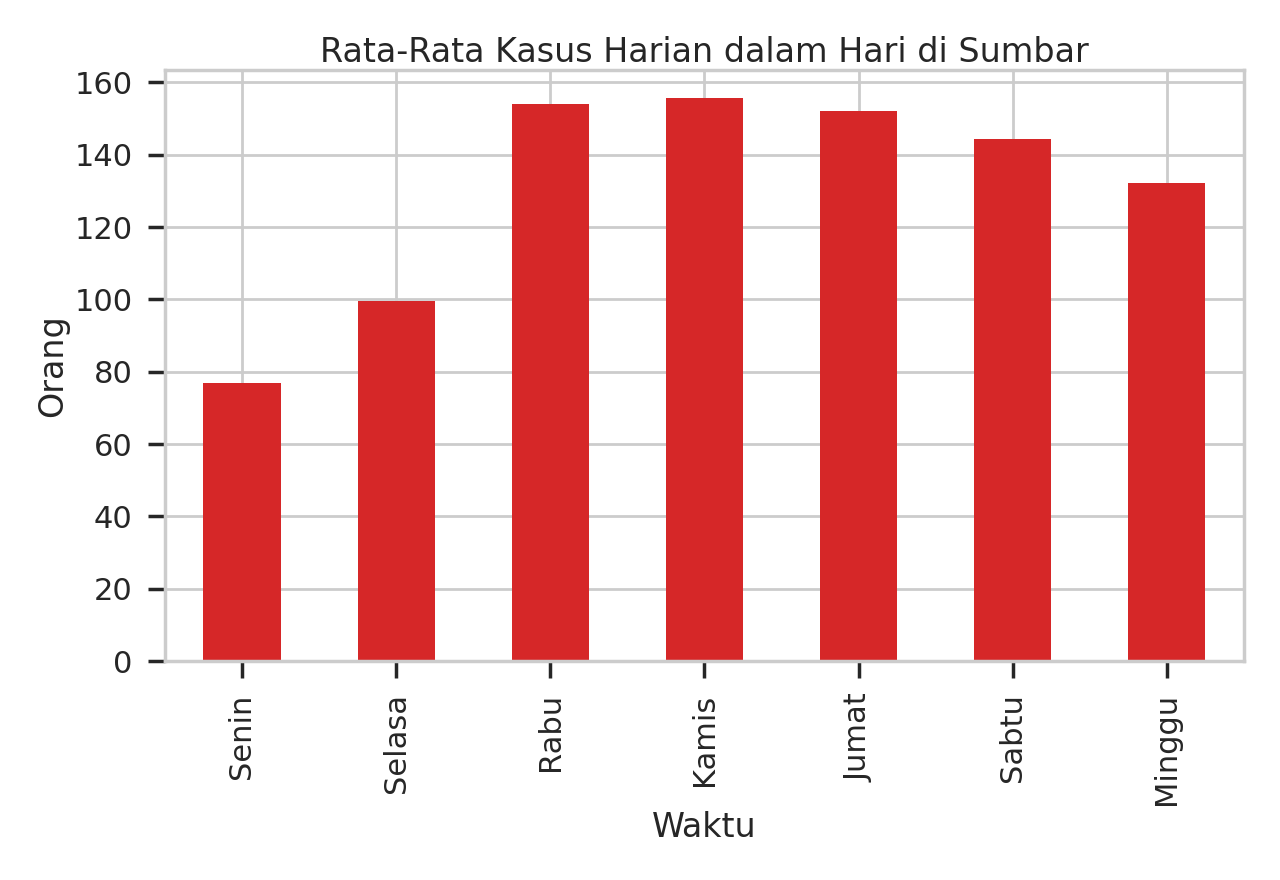 Rata-Rata Kasus Harian dalam Hari di Sumbar
Orang
160
140
120
100
80
60
40
20
0
Senin
Selasa
Rabu
Kamis
Jumat
Sabtu
Minggu
Waktu